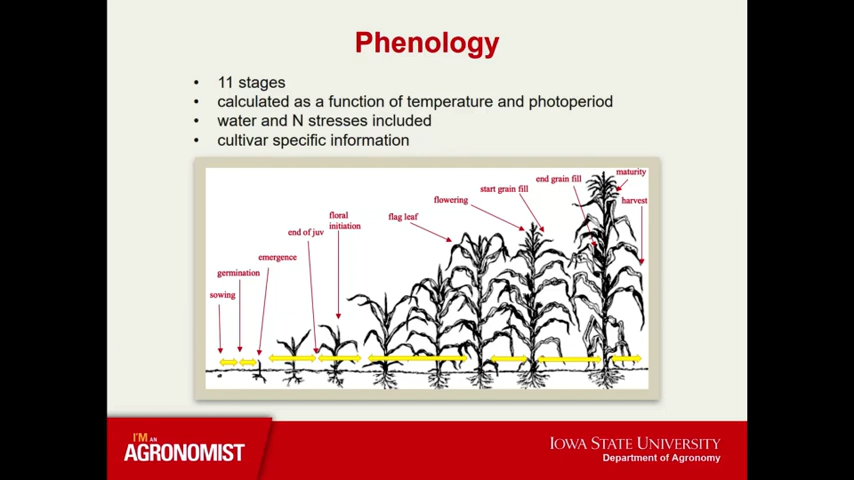 Phenology
• 11 stages
• calculated as a function of temperature and photoperiod
• water and N stresses included
• cultivar specific information
sowing
germination
emergence
end of juv
floral
initiation
flag leaf
flowering
start grain fill
end grain fill
maturity
harvest
I'M AN
AGRONOMIST
IOWA STATE UNIVERSITY
Department of Agronomy